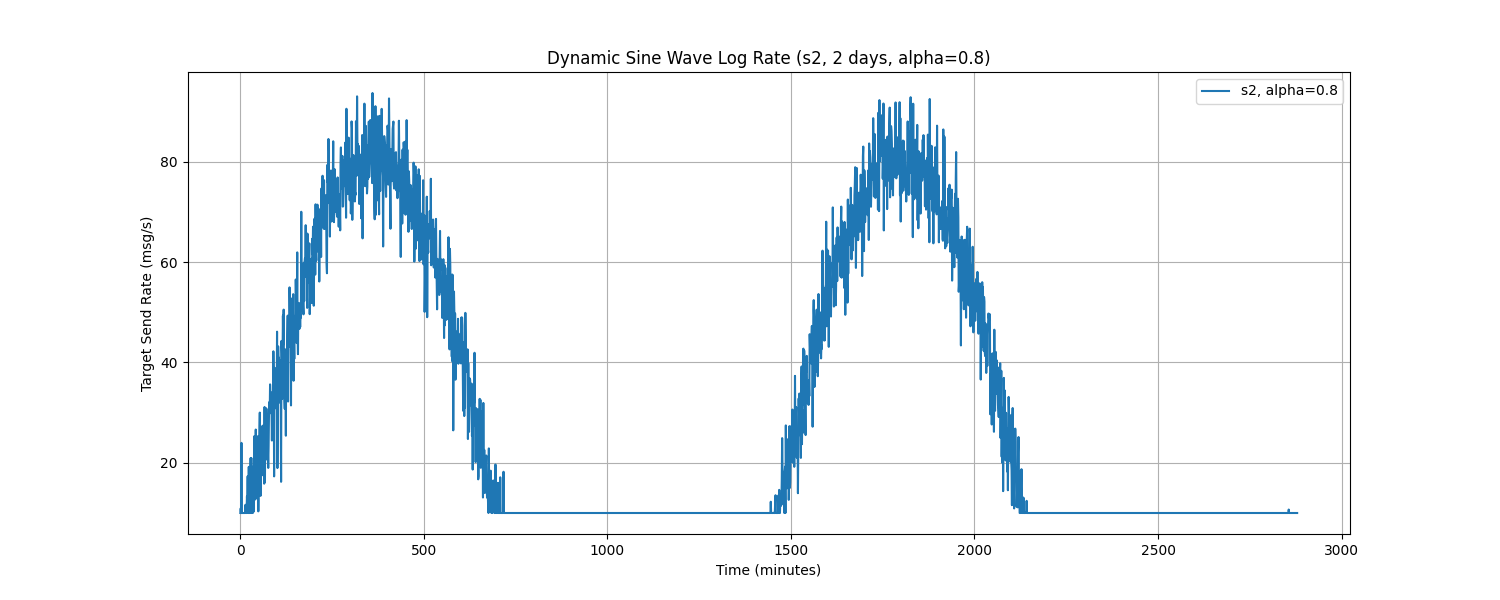 Dynamic Sine Wave Log Rate (s2, 2 days, alpha=0.8)
s2, alpha=0.8
Target Send Rate (msg/s)
80
60
40
20
0
500
1000
1500
2000
2500
3000
Time (minutes)